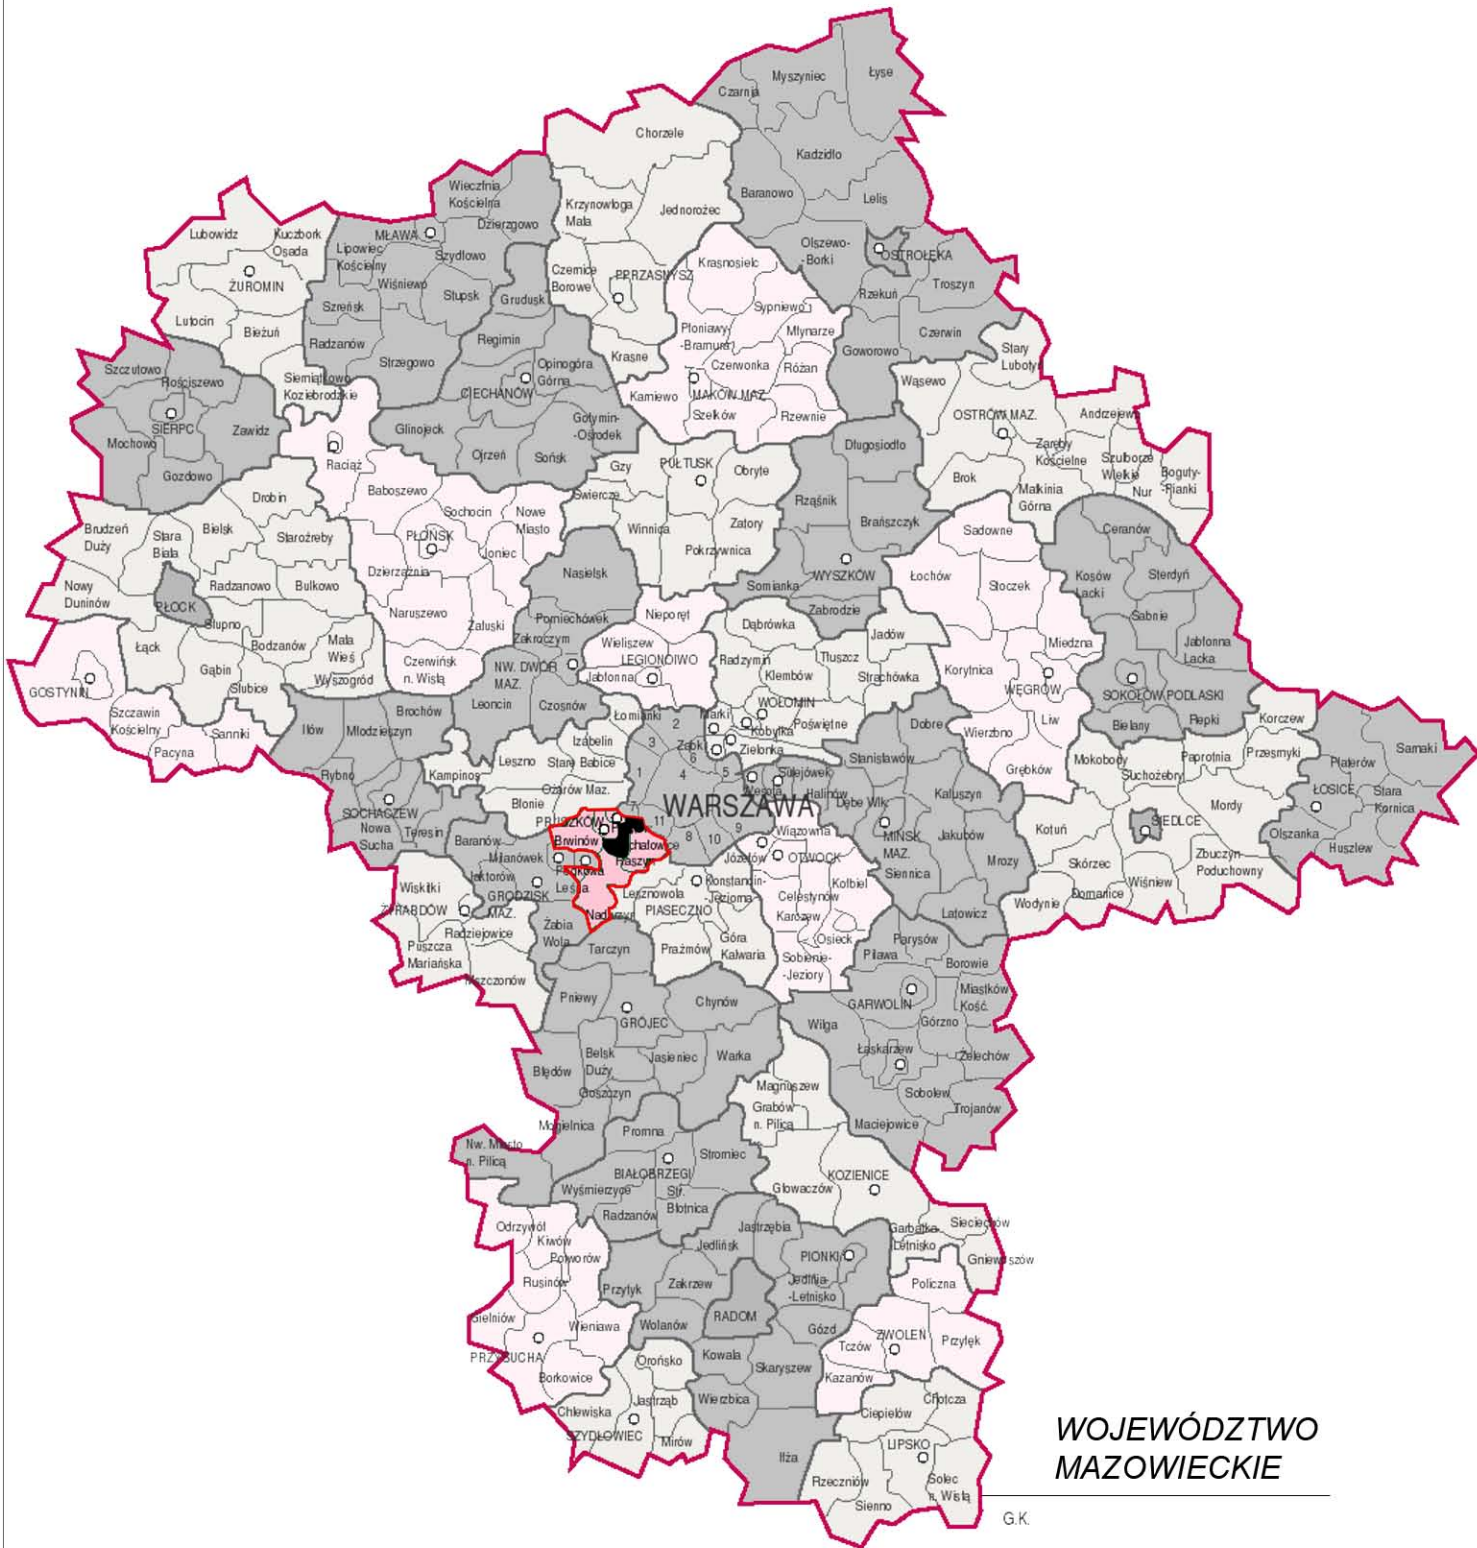 Łyse
Myszyniec
Czarnia
Chorzele
Kadzidło
Baranowo
Lelis
Wieczfnia
Kościelna
Krzynowłoga
Mała
Jednorożec
Dzierzgowo
Lubowidz
Kuczbork
Osada
MŁAWA
Lipowiec
Kościelny
Szydłowo
Olszewo-
-Borki
OSTROŁĘKA
Krasnosielc
Czernice
Borowe
PPRZASNYSZ
ŻUROMIN
Wiśniewo
Stupsk
Grudusk
Rzekuń
Troszyn
Sypniewo
Szreńsk
Lutocin
Bieżuń
Radzanów
Regimin
Płoniawy-
-Bramura
Młynarze
Czerwin
Goworowo
Stary
Lubotyń
Krasne
Strzegowo
Opinogóra
Górna
Czerwonka
Różan
Szczutowo
Rościszewo
Siemiątkowo
Koziebrodzkie
CIECHANÓW
Karniewo
MAKÓW MAZ.
Wąsewo
Szelków
Rzewnie
OSTRÓW MAZ.
Andrzejewo
SIERPC
Zawidz
Mochowo
Glinojeck
Gołymin-
-Ośrodek
Długosiodło
Zaręby
Kościelne
Szulborze
Wielkie
Boguty-
-Pianki
Gozdowo
Raciąż
Ojrzeń
Sońsk
Gzy
PUŁTUSK
Obryte
Brok
Małkinia
Górna
Nur
Drobin
Baboszewo
Świercze
Rząśnik
Sochocin
Nowe
Miasto
Winnica
Zatory
Brańszczyk
Sadowne
Ceranów
Brudzeń
Duży
Stara
Biała
Bielsk
Staroźreby
PŁOŃSK
Joniec
Pokrzywnica
Nasielsk
Somianka
WYSZKÓW
Łochów
Stoczek
Kosów
Lacki
Sterdyń
Nowy
Duninów
Radzanowo
Bulkowo
Dzierzążnia
PŁOCK
Słupno
Naruszewo
Załuski
Pomiechówek
Nieporęt
Zabrodzie
Sabnie
Dąbrówka
Jadów
Miedzna
Jabłonna
Lacka
Łąck
Bodzanów
Mała
Wieś
Zakroczym
Wieliszew
Gąbin
Wyszogród
Czerwińsk
n. Wisłą
NW. DWÓR
MAZ.
LEGIONOIWO
Jabłonna
Radzymin
Tłuszcz
Klembów
Strachówka
Korytnica
WĘGRÓW
SOKOŁÓW PODLASKI
GOSTYNIN
Słubice
Leoncin
Czosnów
WOŁOMIN
Szczawin
Kościelny
Sanniki
Pacyna
Iłów
Brochów
Młodzieszyn
Łomianki
Marki
Kobyłka
Poświętne
Dobre
Liw
Bielany
Repki
Korczew
Izabelin
2
3
Ząbki
Zielonka
Stanisławów
Wierzbno
Mokobody
Paprotnia
Przesmyki
Sarnaki
Rybno
Kampinos
Leszno
Stare Babice
1
4
6
5
Sulejówek
Grębków
Suchożebry
Platerów
Ożarów Maz.
Wesoła
Halinów
Dębe Wlk.
Kałuszyn
ŁOSICE
Stara
Kornica
SOCHACZEW
Błonie
WARSZAWA
Mordy
Nowa
Sucha
Teresin
PRUSZKÓW
7
11
8
10
9
Wiązowna
MIŃSK
MAZ.
Jakubów
Kotuń
SIEDLCE
Olszanka
Huszlew
Baranów
Brwinów
Milanówek
Raszyn
Józefów
OTWOCK
Siennica
Mrozy
Skórzec
Zbuczyn-
Poduchowny
Jaktorów
Podkowa
Leśna
Wiskitki
GRODZISK
MAZ.
Lesznowola
Konstancin-
-Jeziorna
Kołbiel
Celestynów
Wiśniew
Domanice
Wodynie
ŻYRARDÓW
Nadarzyn
PIASECZNO
Karczew
Latowicz
Radziejowice
Żabia
Wola
Puszcza
Mariańska
Tarczyn
Prażmów
Góra
Kalwaria
Osieck
Sobienie-
-Jeziory
Parysów
Pilawa
Borowie
Mszczonów
Pniewy
GRÓJEC
Chynów
GARWOLIN
Miastków
Kość.
Wilga
Górzno
Belsk
Duży
Jasieniec
Warka
Łaskarzew
Żelechów
Błędów
Goszczyn
Magnuszew
Sobolew
Grabów
n. Pilicą
Trojanów
Maciejowice
Mogielnica
Promna
Nw. Miasto
n. Pilicą
Stromiec
BIAŁOBRZEGI
KOZIENICE
Wyśmierzyce
Str.
Błotnica
Głowaczów
Radzanów
Odrzywół
Jastrzębia
Garbatka-
-Letnisko
Sieciechów
Potworów
Jedlińsk
PIONKI
Gniewoszów
Rusinów
Przytyk
Zakrzew
Jedlnia-
-Letnisko
Policzna
Gielniów
Wieniawa
RADOM
Wolanów
Gózd
ZWOLEŃ
Przyłęk
Tczów
PRZYSUCHA
Orońsko
Kowala
Skaryszew
Kazanów
Borkowice
Chlewiska
Jastrząb
Wierzbica
Ciepielów
Chotcza
SZYDŁOWIEC
Mirów
LIPSKO
Iłża
Rzeczniów
Solec
n. Wisłą
Sienno
WOJEWÓDZTWO
MAZOWIECKIE
G.K.